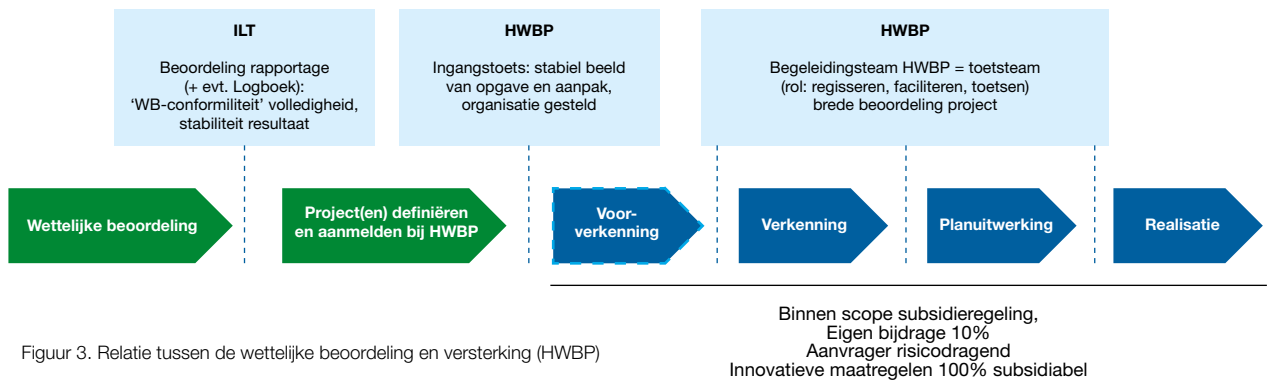 ILT
Beoordeling rapportage
(+ evt. Logboek):
‘WB-conformiliteit’ volledigheid,
stabiliteit resultaat
HWBP
Ingangstoets: stabiel beeld
van opgave en aanpak,
organisatie gesteld
HWBP
Begeleidingsteam HWBP = toetsteam
(rol: regisseren, faciliteren, toetsen)
brede beoordeling project
Wettelijke beoordeling
Project(en) definiëren
en aanmelden bij HWBP
Voor-
verkenning
Verkenning
Planuitwerking
Realisatie
Binnen scope subsidieregeling,
Eigen bijdrage 10%
Aanvrager risicodragend
Innovatieve maatregelen 100% subsidiabel
Figuur 3. Relatie tussen de wettelijke beoordeling en versterking (HWBP)